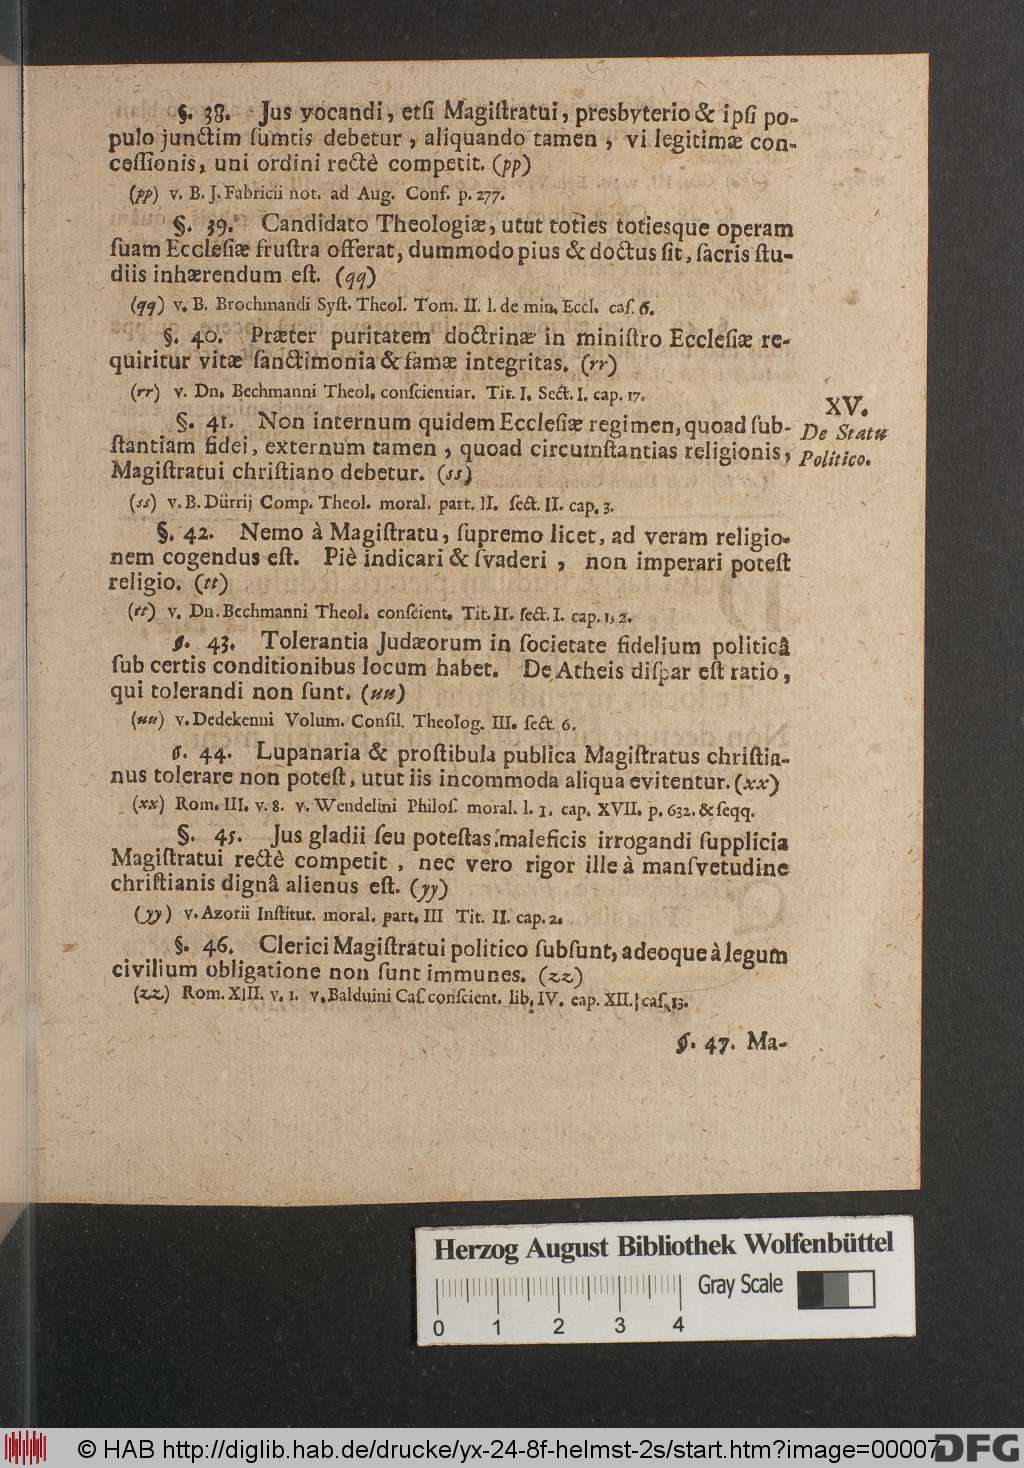 §. 38. Jus vocandi, etſi Magiſtratui, presbyterio & ipſi po-
pulo junctim ſumtis debetur, aliquando tamen, vi legitimæ con-
ceſſionis, uni ordini rectè competit. (pp)
(pp) v. B. J. Fabricii not. ad Aug. Conf. p. 277.
§. 39. Candidato Theologiæ, utut toties totiesque operam
ſuam Eccleſiæ fruſtra offerat, dummodo pius & doctus ſit, ſacris ſtu-
diis inhærendum eſt. (qq)
(qq) v. B. Brochmandi Syſt. Theol. Tom. II. l. de min. Eccl. caſ. 6.
§. 40. Præter puritatem doctrinæ in miniſtro Eccleſiæ re-
quiritur vitæ ſanctimonia & famæ integritas. (rr)
(rr) v. Dn. Bechmanni Theol. conſcientiar. Tit. I. Sect. I. cap. 17.
XV.
De Statu
Politico.
§. 41. Non internum quidem Eccleſiæ regimen, quoad ſub-
ſtantiam fidei, externum tamen, quoad circumſtantias religionis,
Magiſtratui chriſtiano debetur. (ss)
(ss) v. B. Dürrij Comp. Theol. moral. part. II. ſect. II. cap. 3.
§. 42. Nemo à Magiſtratu, ſupremo licet, ad veram religio-
nem cogendus eſt. Piè indicari & ſvaderi, non imperari poteſt
religio. (tt)
(tt) v. Dn. Bechmanni Theol. conſcient. Tit. II. ſect. I. cap. 1, 2.
§. 43. Tolerantia Judæorum in ſocietate fidelium politicâ
ſub certis conditionibus locum habet. De Atheis diſpar eſt ratio,
qui tolerandi non ſunt. (uu)
(uu) v. Dedekenni Volum. Conſil. Theolog. III. ſect. 6.
§. 44. Lupanaria & proſtibula publica Magiſtratus chriſtia-
nus tolerare non poteſt, utut iis incommoda aliqua evitentur. (xx)
(xx) Rom. III. v. 8. v. Wendelini Philoſ. moral. l. 1. cap. XVII. p. 632. & ſeqq.
§. 45. Jus gladii ſeu poteſtas maleficis irrogandi ſupplicia
Magiſtratui rectè competit, nec vero rigor ille à manſvetudine
chriſtianis dignâ alienus eſt. (yy)
(yy) v. Azorii Inſtitut. moral. part. III Tit. II. cap. 2.
§. 46. Clerici Magiſtratui politico ſubſunt, adeoque à legum
civilium obligatione non ſunt immunes. (zz)
(zz) Rom. XIII. v. 1. v. Balduini Caſ. conſcient. lib. IV. cap. XII. caſ. 13.
§. 47. Ma-
Herzog August Bibliothek Wolfenbüttel
Gray Scale
0 1 2 3 4
© HAB http://diglib.hab.de/drucke/yx-24-8f-helmst-2s/start.htm?image=00007
DFG